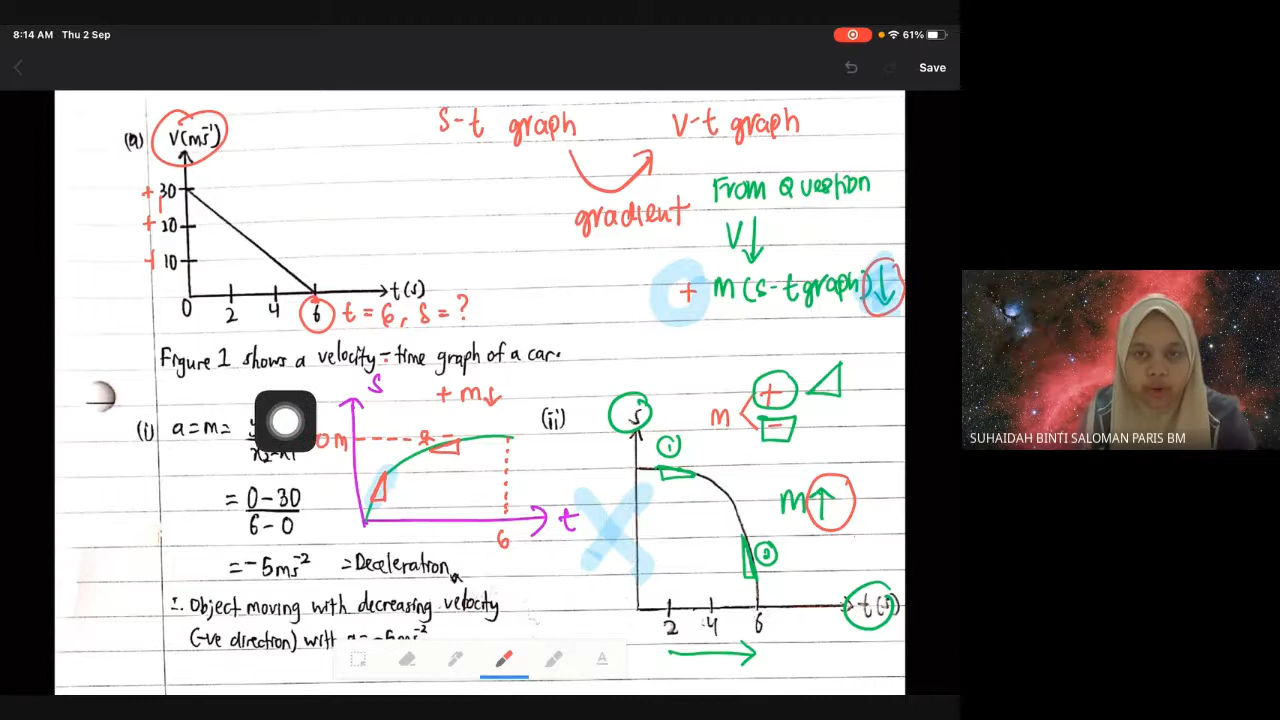 8:14 AM Thu 2 Sep
61%
Save
S-t graph
V-t graph
gradient
From Question
V↓
+ m (s-t graph) ↓
(a)
V(ms⁻¹)
+ 30
+ 20
+ 10
0 2 4 6 t(s)
t = 6, s = ?
Figure 1 shows a velocity-time graph of a car.
(i) a = m =
x₂-x₁
= 0-30
6-0
= -5ms⁻² = Deceleration
∴ Object moving with decreasing velocity
(-ve direction) with
S
+ m↓
0 m
t
6
(ii)
S
①
②
m + -
m↑
2 4 6 t(s)
A
SUHAIDAH BINTI SALOMAN PARIS BM